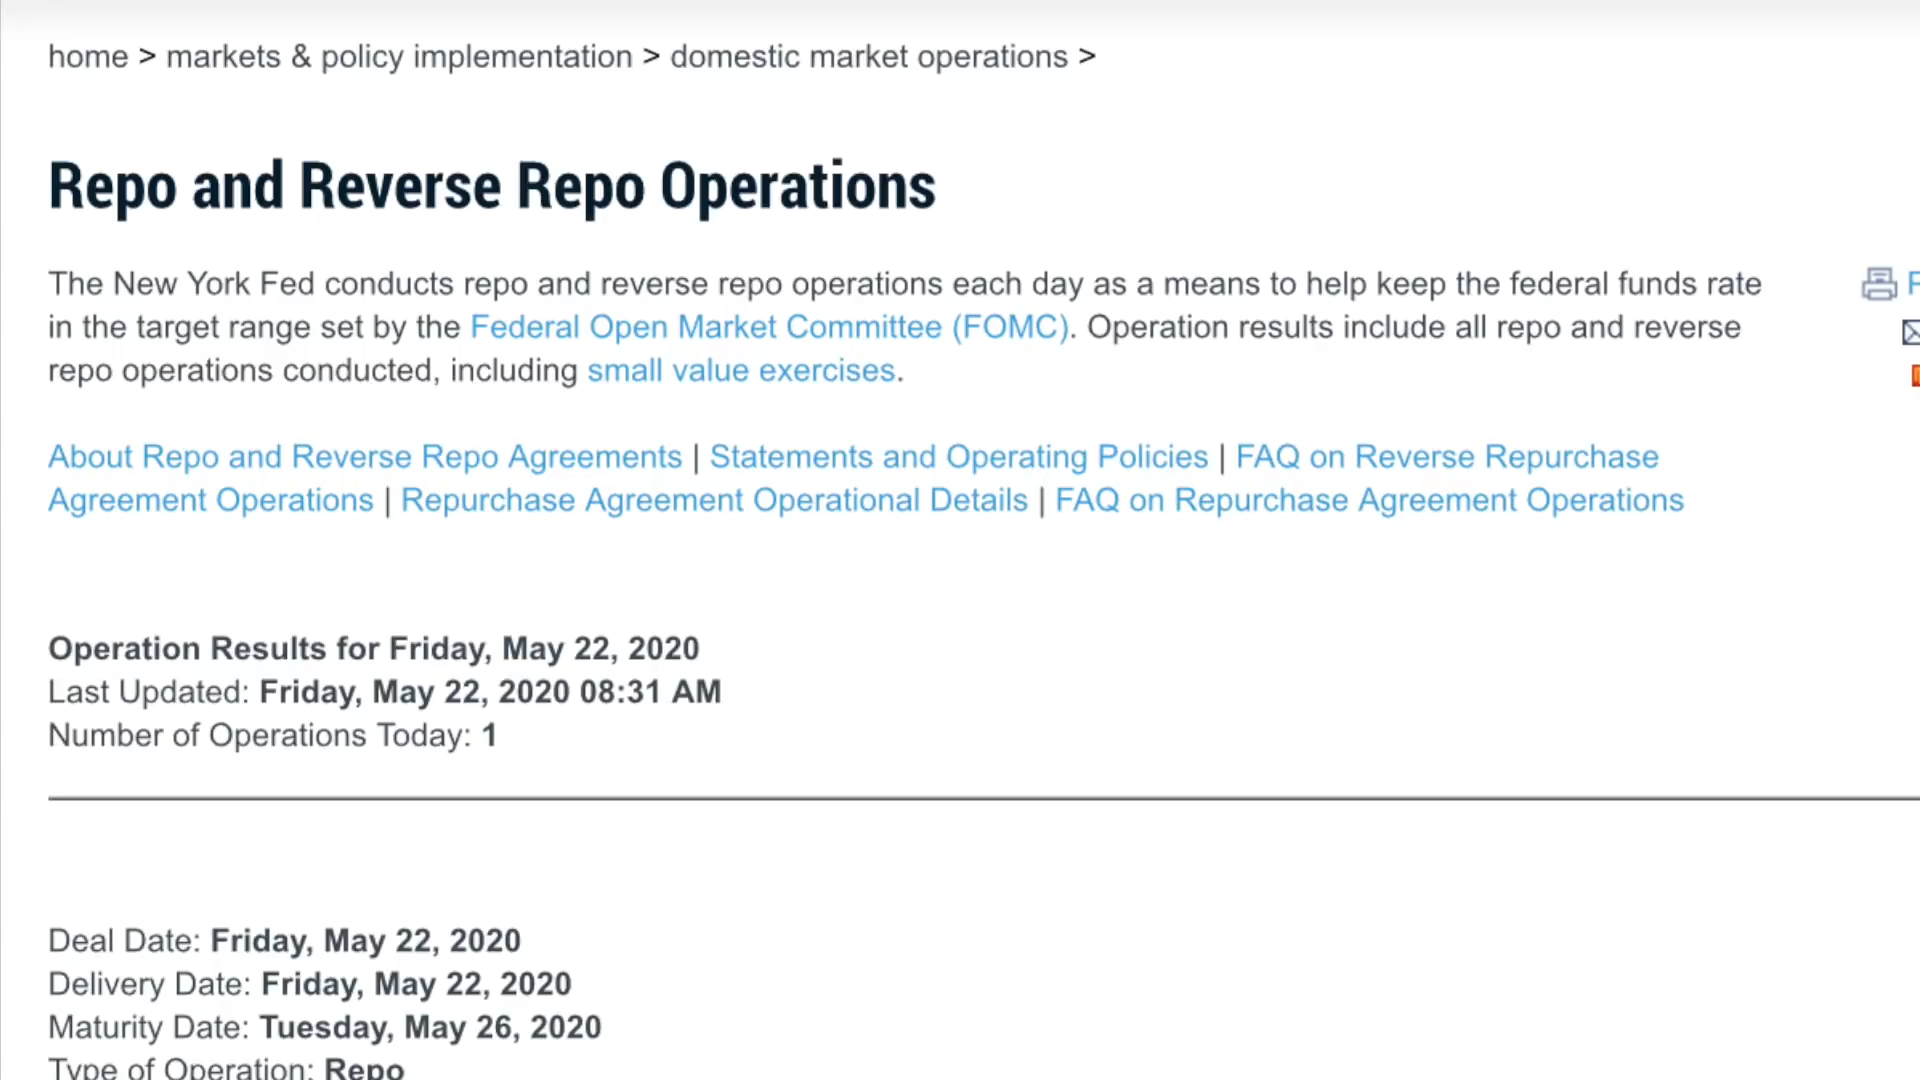 home > markets & policy implementation > domestic market operations >
Repo and Reverse Repo Operations
The New York Fed conducts repo and reverse repo operations each day as a means to help keep the federal funds rate
in the target range set by the Federal Open Market Committee (FOMC). Operation results include all repo and reverse
repo operations conducted, including small value exercises.
About Repo and Reverse Repo Agreements | Statements and Operating Policies | FAQ on Reverse Repurchase
Agreement Operations | Repurchase Agreement Operational Details | FAQ on Repurchase Agreement Operations
Operation Results for Friday, May 22, 2020
Last Updated: Friday, May 22, 2020 08:31 AM
Number of Operations Today: 1
Deal Date: Friday, May 22, 2020
Delivery Date: Friday, May 22, 2020
Maturity Date: Tuesday, May 26, 2020
Type of Operation: Repo